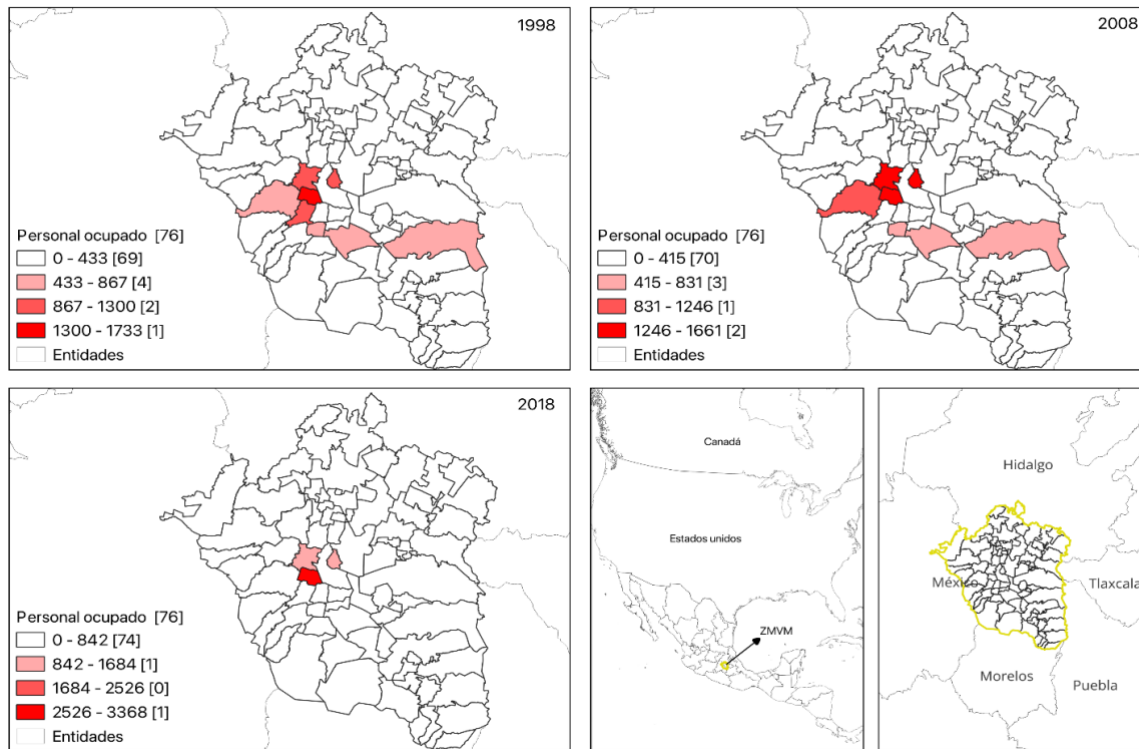 1998
Personal ocupado [76]
0 - 433 [69]
433 - 867 [4]
867 - 1300 [2]
1300 - 1733 [1]
Entidades
2008
Personal ocupado [76]
0 - 415 [70]
415 - 831 [3]
831 - 1246 [1]
1246 - 1661 [2]
Entidades
2018
Personal ocupado [76]
0 - 842 [74]
842 - 1684 [1]
1684 - 2526 [0]
2526 - 3368 [1]
Entidades
Canadá
Estados unidos
ZMVM
Hidalgo
México
Tlaxcala
Morelos
Puebla